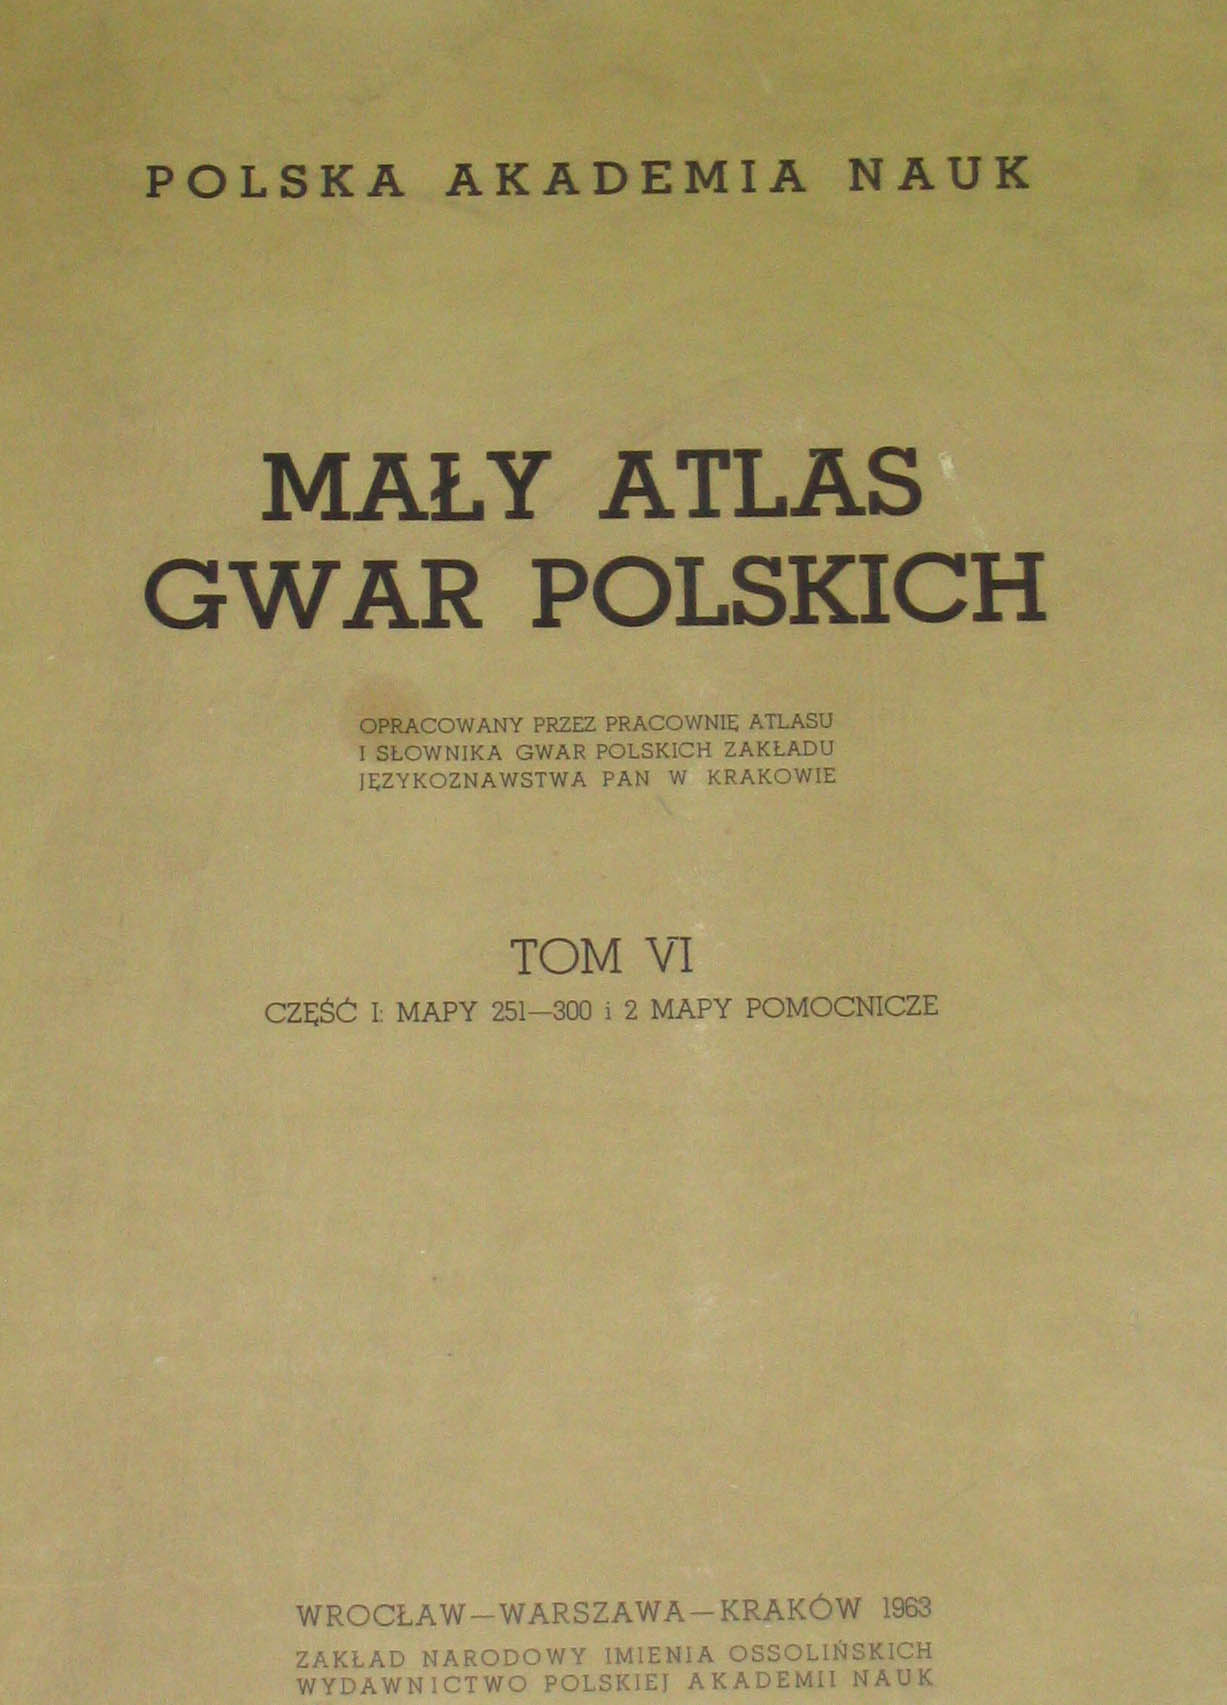 POLSKA AKADEMIA NAUK
MAŁY ATLAS
GWAR POLSKICH
OPRACOWANY PRZEZ PRACOWNIĘ ATLASU
I SŁOWNIKA GWAR POLSKICH ZAKŁADU
JĘZYKOZNAWSTWA PAN W KRAKOWIE
TOM VI
CZĘŚĆ I: MAPY 251—300 i 2 MAPY POMOCNICZE
WROCŁAW—WARSZAWA—KRAKÓW 1963
ZAKŁAD NARODOWY IMIENIA OSSOLIŃSKICH
WYDAWNICTWO POLSKIEJ AKADEMII NAUK